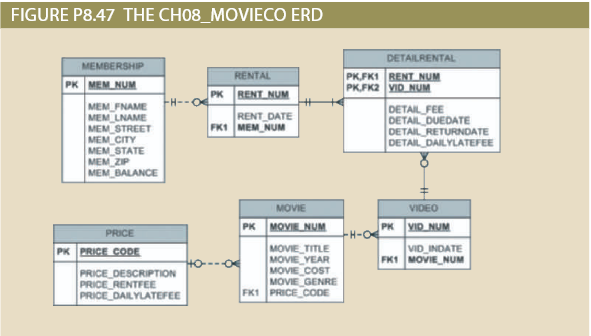 FIGURE P8.47 THE CH08_MOVIECO ERD
MEMBERSHIP
PK MEM_NUM
MEM_FNAME
MEM_LNAME
MEM_STREET
MEM_CITY
MEM_STATE
MEM_ZIP
MEM_BALANCE
RENTAL
PK RENT_NUM
RENT_DATE
FK1 MEM_NUM
DETAILRENTAL
PK,FK1 RENT_NUM
PK,FK2 VID_NUM
DETAIL_FEE
DETAIL_DUEDATE
DETAIL_RETURNDATE
DETAIL_DAILYLATEFEE
PRICE
PK PRICE_CODE
PRICE_DESCRIPTION
PRICE_RENTFEE
PRICE_DAILYLATEFEE
MOVIE
PK MOVIE_NUM
MOVIE_TITLE
MOVIE_YEAR
MOVIE_COST
MOVIE_GENRE
FK1 PRICE_CODE
VIDEO
PK VID_NUM
VID_INDATE
FK1 MOVIE_NUM